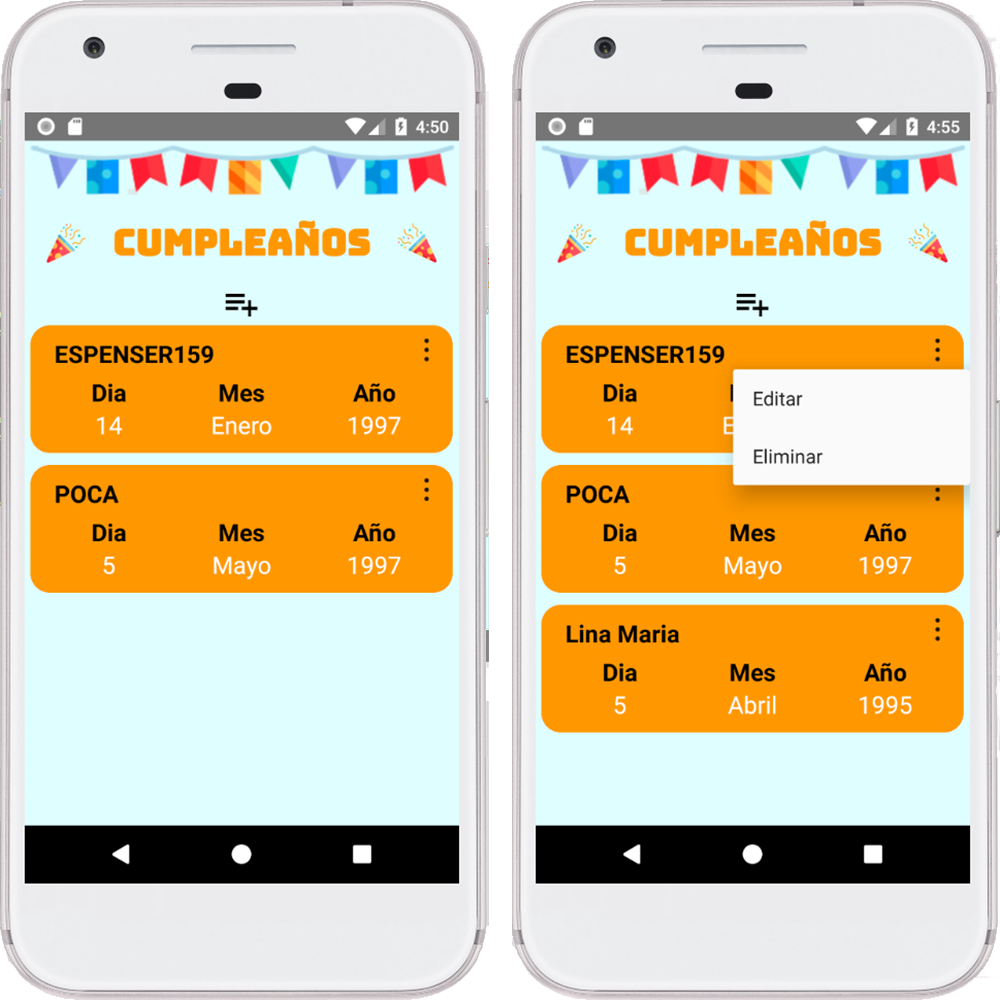 4:50
CUMPLEAÑOS
ESPENSER159
Dia Mes Año
14 Enero 1997
POCA
Dia Mes Año
5 Mayo 1997
4:55
CUMPLEAÑOS
ESPENSER159
Dia
14 E
Editar
Eliminar
POCA
Dia Mes Año
5 Mayo 1997
Lina Maria
Dia Mes Año
5 Abril 1995